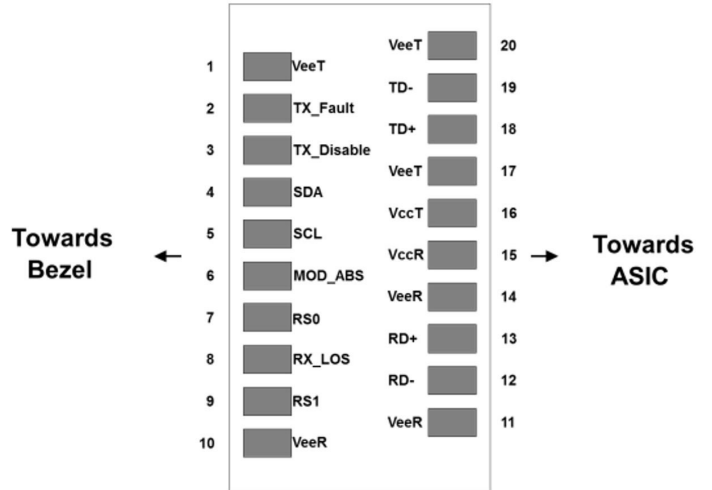 VeeT 20
1 VeeT
TD- 19
2 TX_Fault
TD+ 18
3 TX_Disable
VeeT 17
4 SDA
VccT 16
5 SCL
Towards
Bezel
VccR 15
Towards
ASIC
6 MOD_ABS
VeeR 14
7 RS0
RD+ 13
8 RX_LOS
RD- 12
9 RS1
VeeR 11
10 VeeR